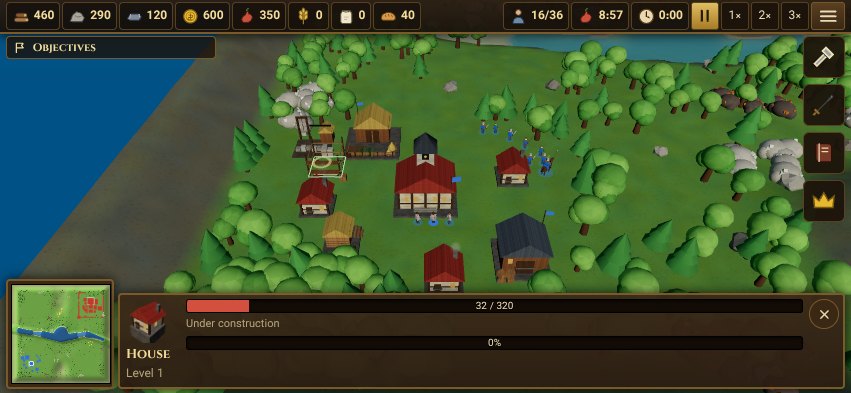 460 290 120 600 350 0 0 40 16/36 8:57 0:00 1× 2× 3×
Objectives
32 / 320
Under construction
0%
House
Level 1